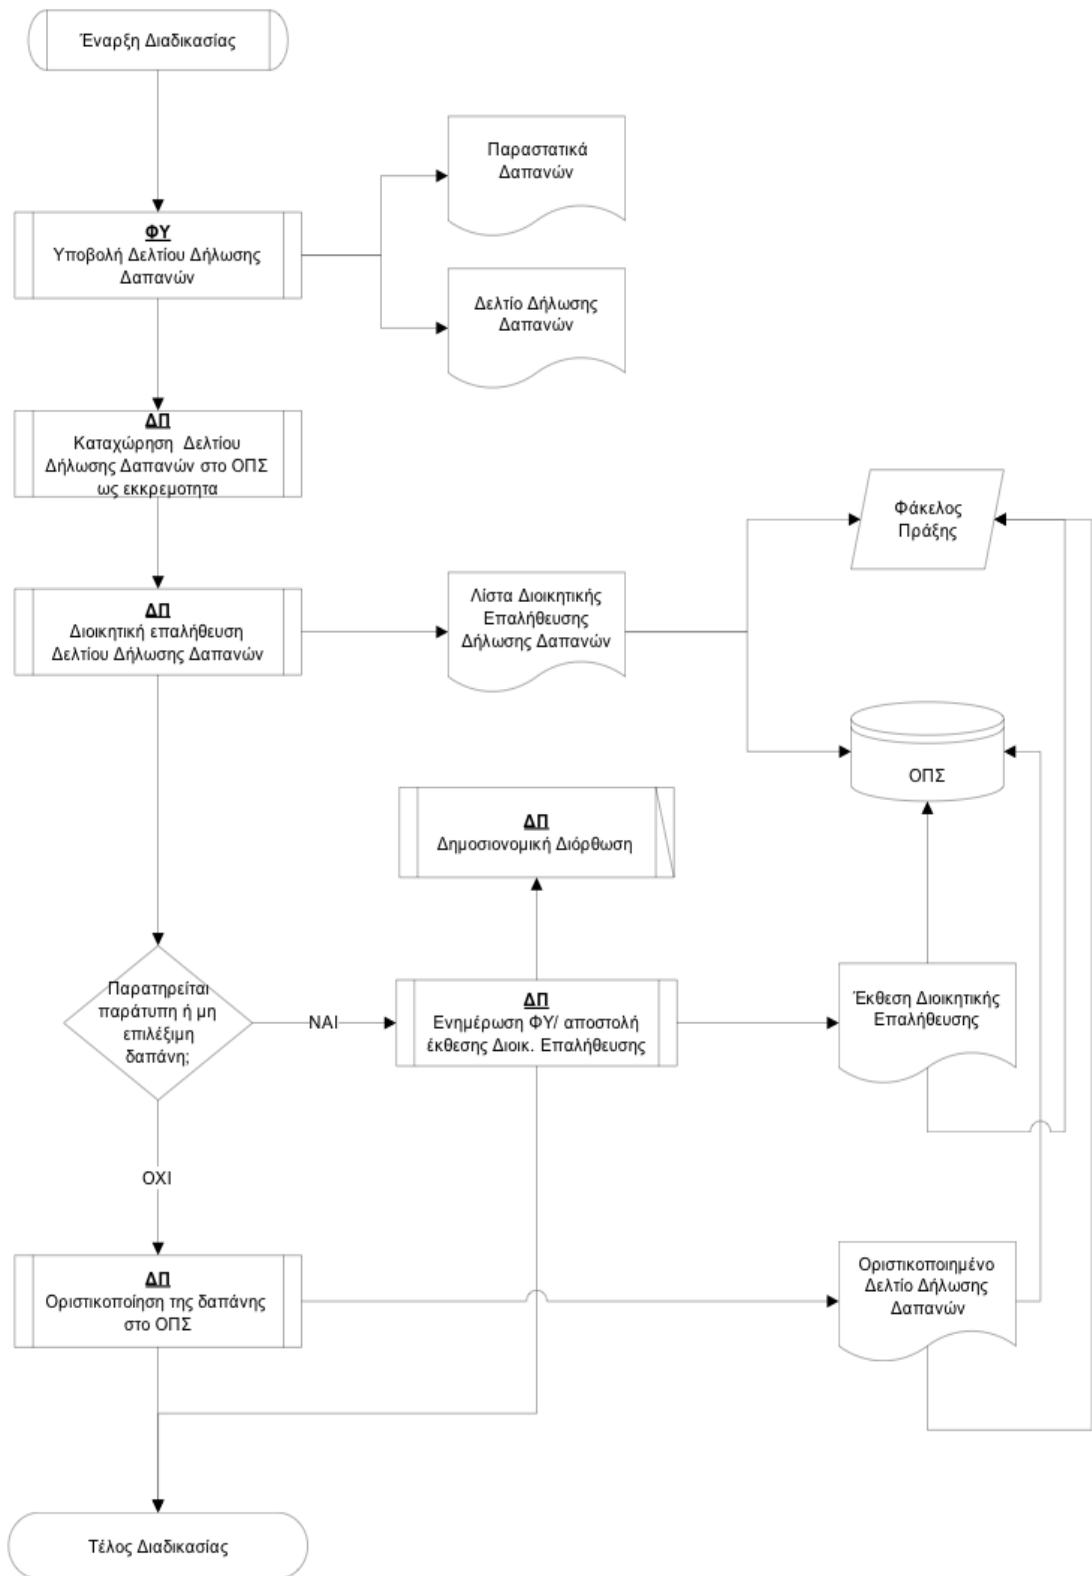 Έναρξη Διαδικασίας
Παραστατικά
Δαπανών
ΦΥ
Υποβολή Δελτίου Δήλωσης
Δαπανών
Δελτίο Δήλωσης
Δαπανών
ΔΠ
Καταχώρηση Δελτίου
Δήλωσης Δαπανών στο ΟΠΣ
ως εκκρεμοτητα
Φάκελος
Πράξης
ΔΠ
Διοικητική επαλήθευση
Δελτίου Δήλωσης Δαπανών
Λίστα Διοικητικής
Επαλήθευσης
Δήλωσης Δαπανών
ΟΠΣ
ΔΠ
Δημοσιονομική Διόρθωση
Παρατηρείται
παράτυπη ή μη
επιλέξιμη
δαπάνη;
ΝΑΙ
ΔΠ
Ενημέρωση ΦΥ/ αποστολή
έκθεσης Διοικ. Επαλήθευσης
Έκθεση Διοικητικής
Επαλήθευσης
ΟΧΙ
ΔΠ
Οριστικοποίηση της δαπάνης
στο ΟΠΣ
Οριστικοποιημένο
Δελτίο Δήλωσης
Δαπανών
Τέλος Διαδικασίας